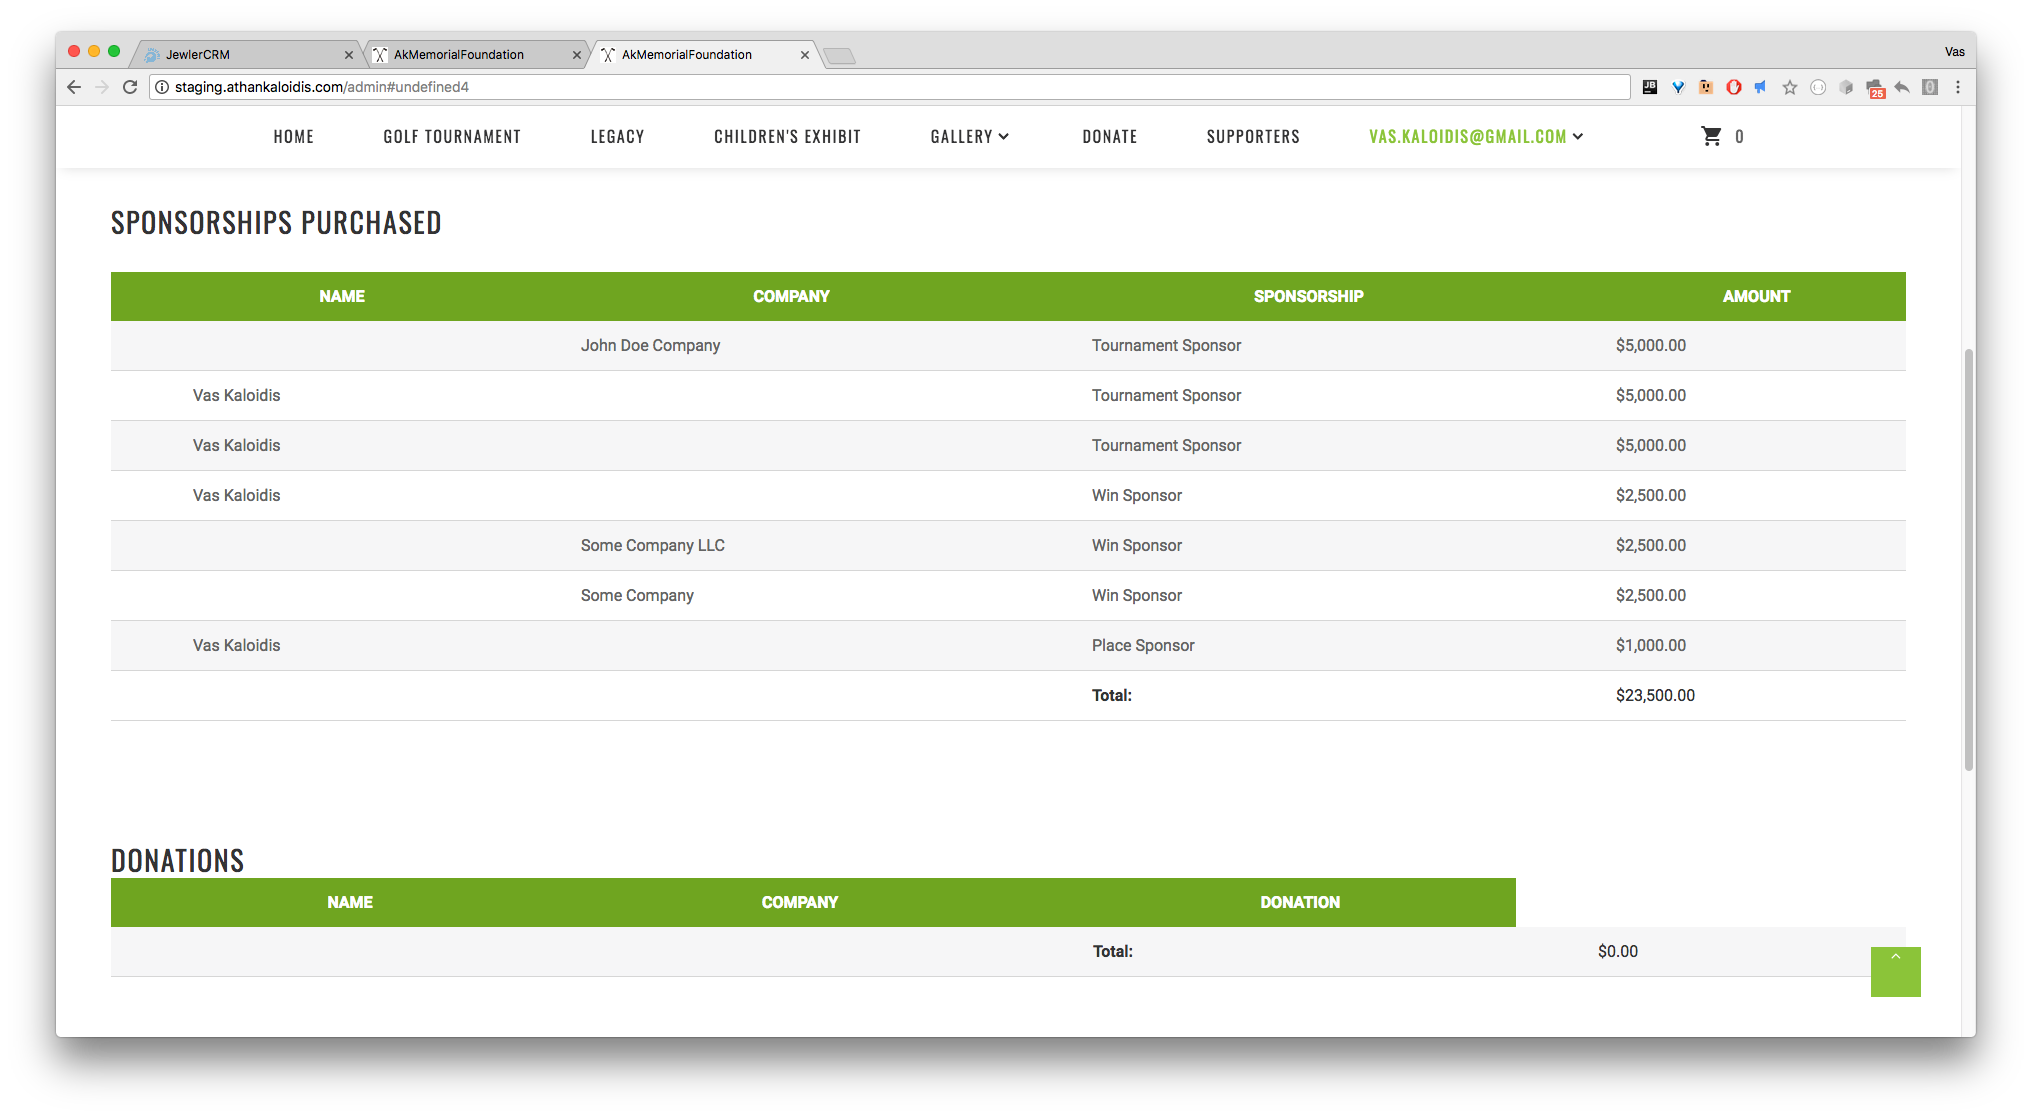 JewlerCRM AkMemorialFoundation AkMemorialFoundation Vas
staging.athankaloidis.com/admin#undefined4 JB 25 0
HOME GOLF TOURNAMENT LEGACY CHILDREN'S EXHIBIT GALLERY DONATE SUPPORTERS VAS.KALOIDIS@GMAIL.COM 0
SPONSORSHIPS PURCHASED
NAME COMPANY SPONSORSHIP AMOUNT
John Doe Company Tournament Sponsor $5,000.00
Vas Kaloidis Tournament Sponsor $5,000.00
Vas Kaloidis Tournament Sponsor $5,000.00
Vas Kaloidis Win Sponsor $2,500.00
Some Company LLC Win Sponsor $2,500.00
Some Company Win Sponsor $2,500.00
Vas Kaloidis Place Sponsor $1,000.00
Total: $23,500.00
DONATIONS
NAME COMPANY DONATION
Total: $0.00